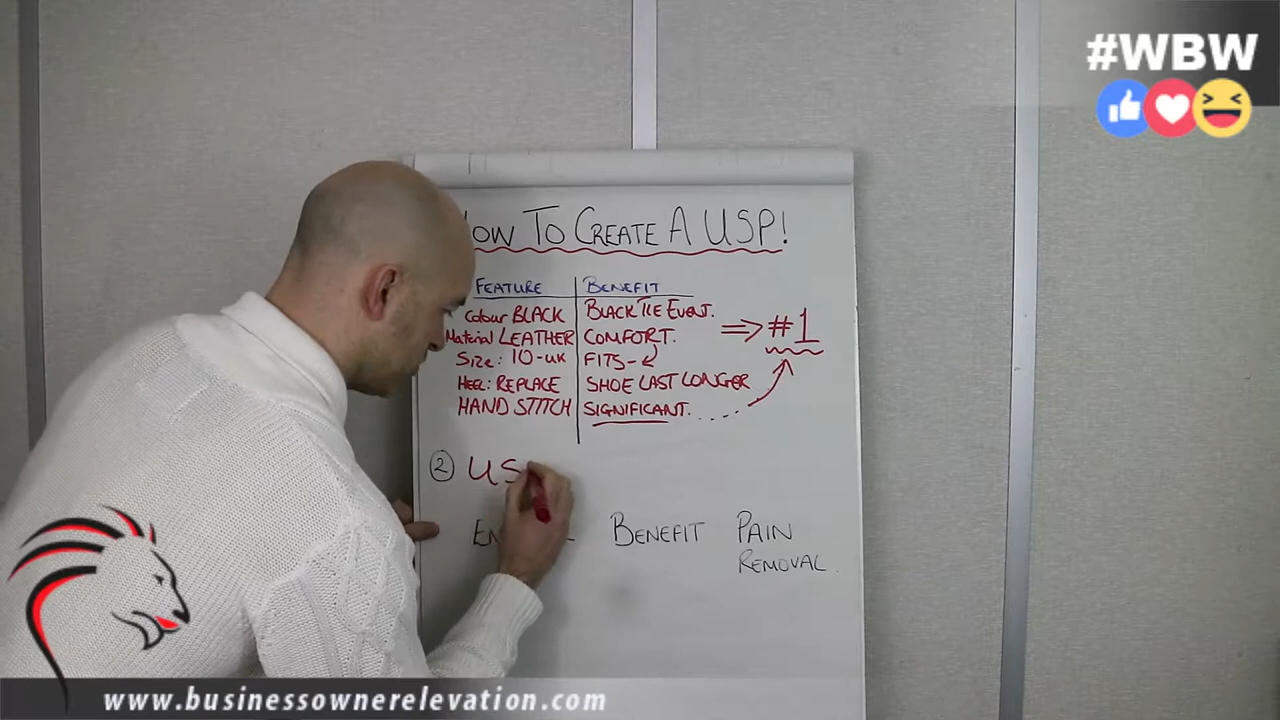 #WBW
HOW TO CREATE A USP!
FEATURE BENEFIT
Colour BLACK BLACK TIE EVENT.
Material LEATHER COMFORT. => #1
Size: 10-UK FITS-
HEEL: REPLACE SHOE LAST LONGER
HAND STITCH SIGNIFICANT.
2 US
BENEFIT PAIN
REMOVAL.
www.businessownerelevation.com